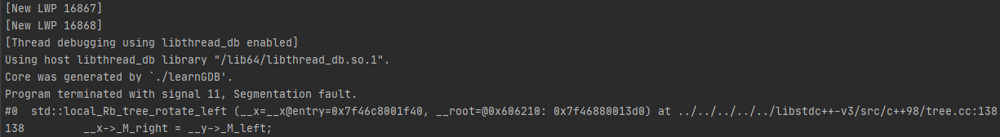 [New LWP 16867]
[New LWP 16868]
[Thread debugging using libthread_db enabled]
Using host libthread_db library "/lib64/libthread_db.so.1".
Core was generated by `./learnGDB'.
Program terminated with signal 11, Segmentation fault.
#0  std::local_Rb_tree_rotate_left (__x=__x@entry=0x7f46c8001f40, __root=@0x606210: 0x7f46880013d0) at ../../../../../libstdc++-v3/src/c++98/tree.cc:138
138         __x->_M_right = __y->_M_left;